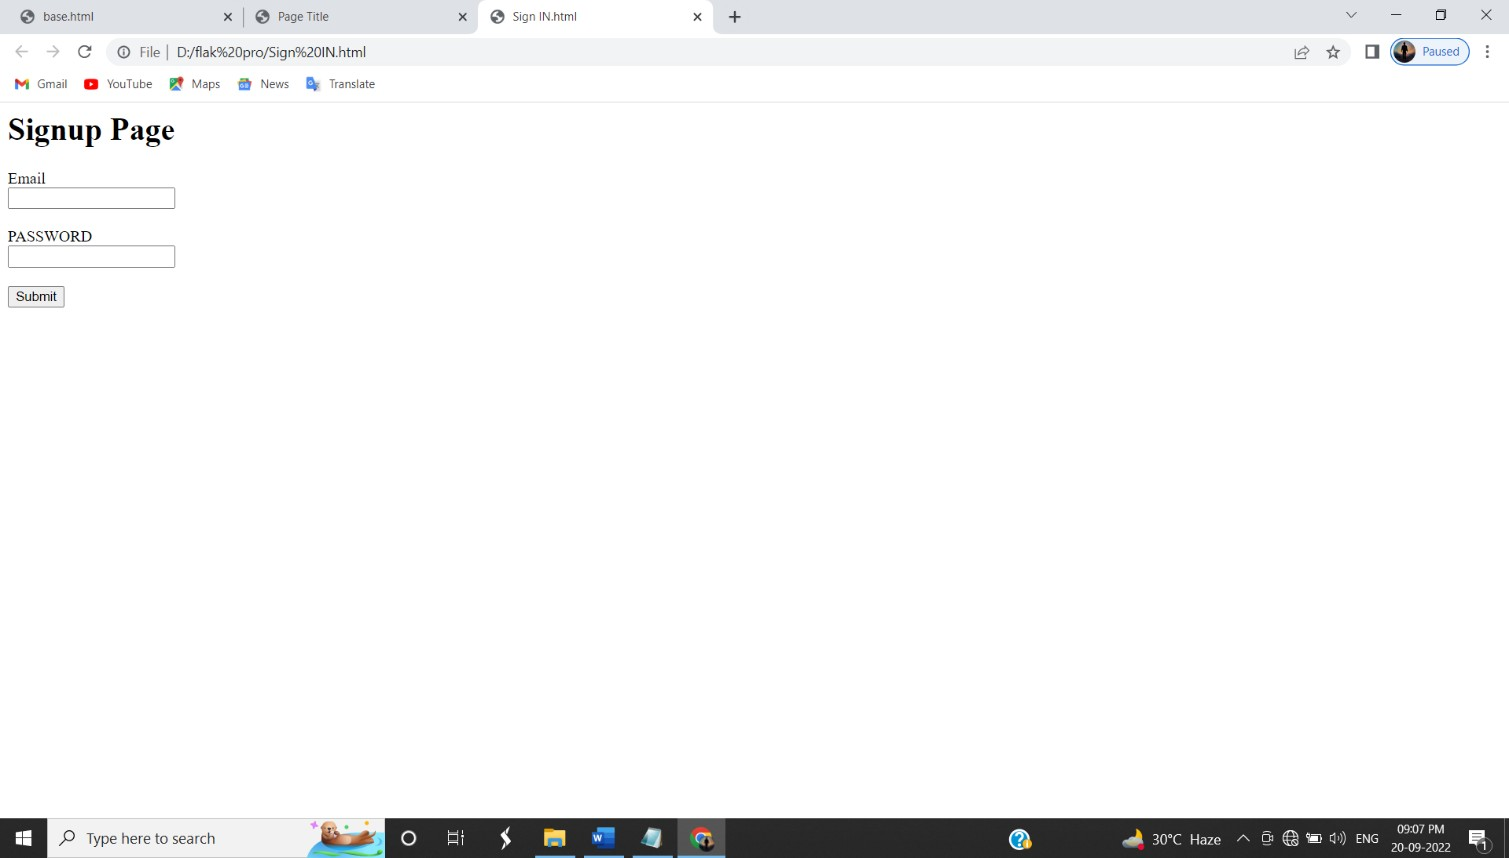 base.html
Page Title
Sign IN.html
File | D:/flak%20pro/Sign%20IN.html
Paused
Gmail YouTube Maps News Translate
Signup Page
Email
PASSWORD
Submit
Type here to search
30°C Haze
ENG
09:07 PM
20-09-2022
1